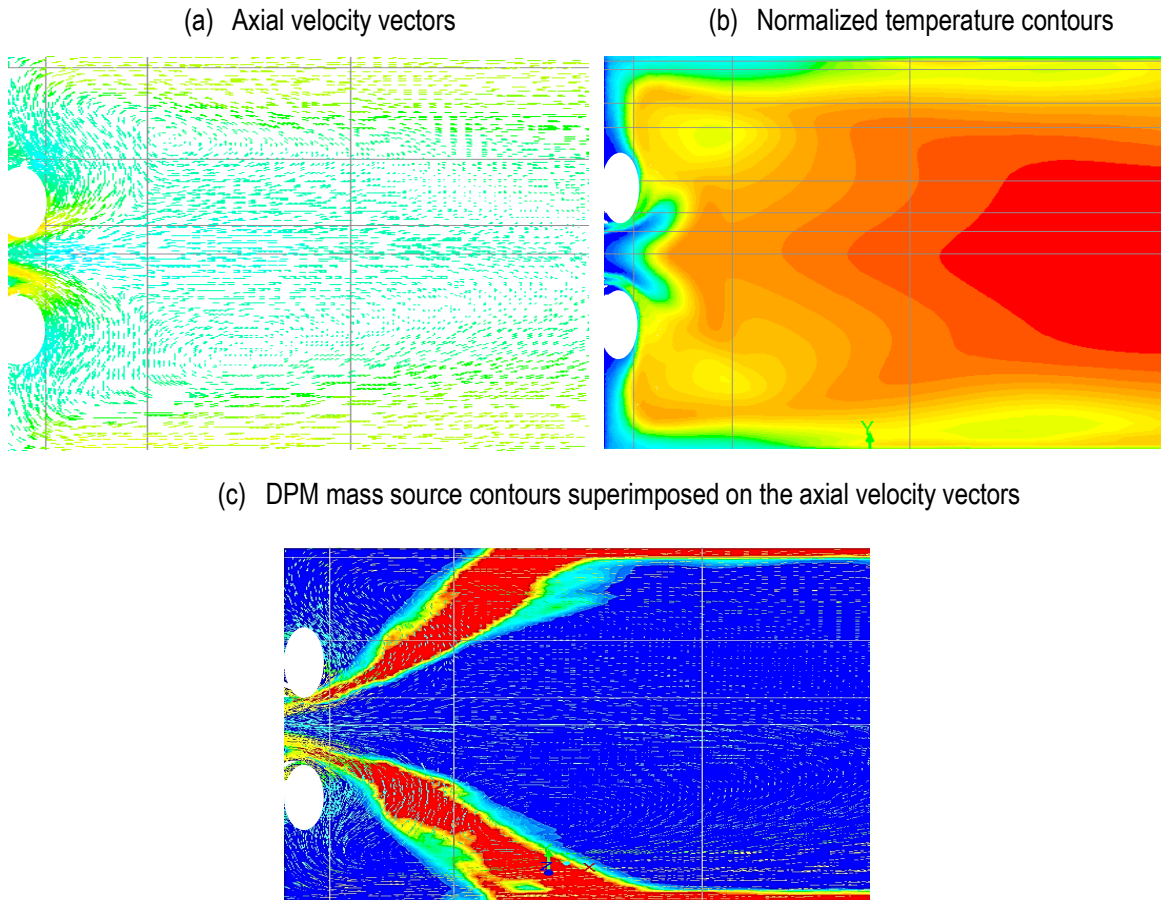 (a) Axial velocity vectors
(b) Normalized temperature contours
Y
(c) DPM mass source contours superimposed on the axial velocity vectors